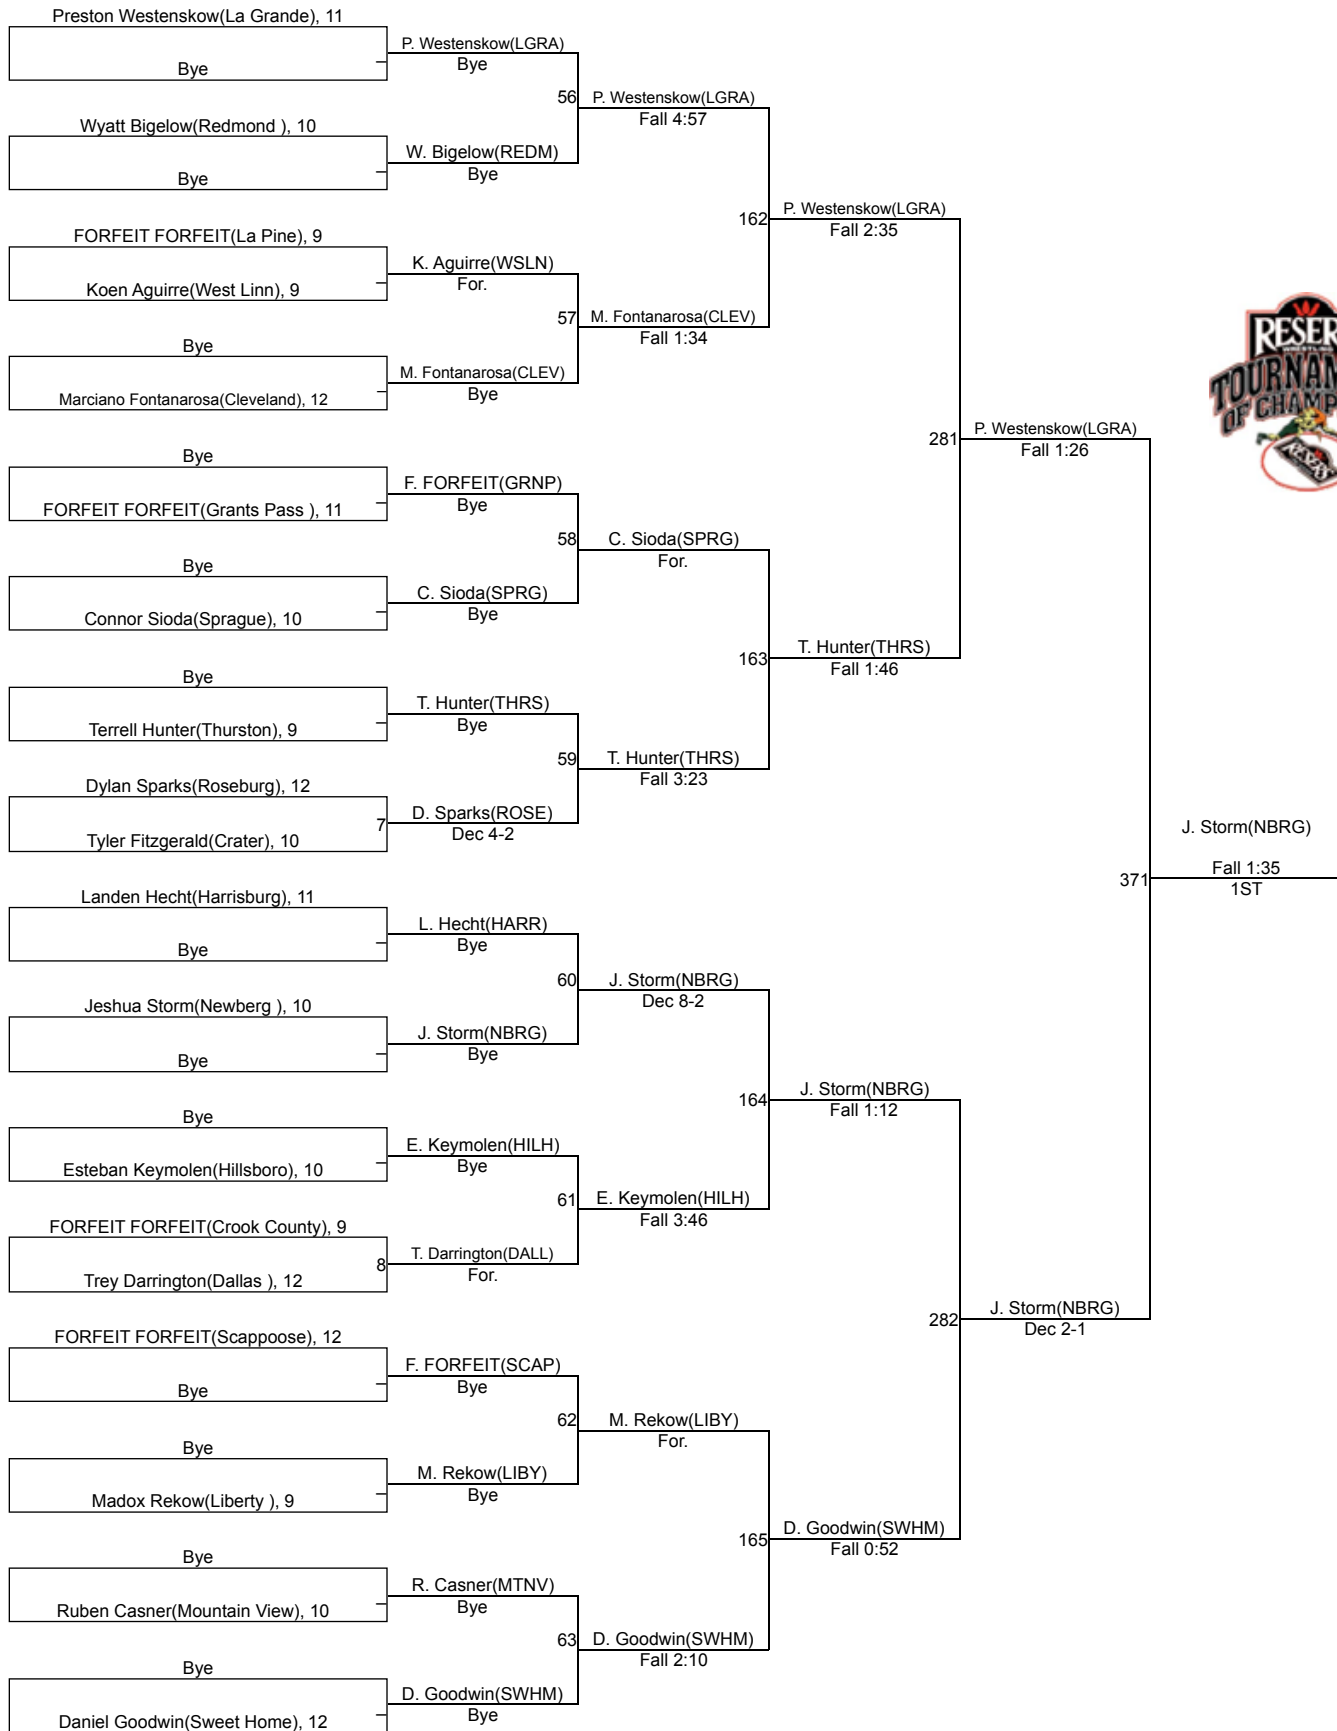 Preston Westenskow(La Grande), 11
Bye
P. Westenskow(LGRA)
Bye
56
P. Westenskow(LGRA)
Fall 4:57
Wyatt Bigelow(Redmond ), 10
Bye
W. Bigelow(REDM)
Bye
162
P. Westenskow(LGRA)
Fall 2:35
FORFEIT FORFEIT(La Pine), 9
Koen Aguirre(West Linn), 9
K. Aguirre(WSLN)
For.
57
M. Fontanarosa(CLEV)
Fall 1:34
Bye
Marciano Fontanarosa(Cleveland), 12
M. Fontanarosa(CLEV)
Bye
RESER
WRESTLING
TOURNAM
OF CHAMP
RESERS
281
P. Westenskow(LGRA)
Fall 1:26
Bye
FORFEIT FORFEIT(Grants Pass ), 11
F. FORFEIT(GRNP)
Bye
58
C. Sioda(SPRG)
For.
Bye
Connor Sioda(Sprague), 10
C. Sioda(SPRG)
Bye
163
T. Hunter(THRS)
Fall 1:46
Bye
Terrell Hunter(Thurston), 9
T. Hunter(THRS)
Bye
59
T. Hunter(THRS)
Fall 3:23
Dylan Sparks(Roseburg), 12
Tyler Fitzgerald(Crater), 10
7
D. Sparks(ROSE)
Dec 4-2
371
J. Storm(NBRG)
Fall 1:35
1ST
Landen Hecht(Harrisburg), 11
Bye
L. Hecht(HARR)
Bye
60
J. Storm(NBRG)
Dec 8-2
Jeshua Storm(Newberg ), 10
Bye
J. Storm(NBRG)
Bye
164
J. Storm(NBRG)
Fall 1:12
Bye
Esteban Keymolen(Hillsboro), 10
E. Keymolen(HILH)
Bye
61
E. Keymolen(HILH)
Fall 3:46
FORFEIT FORFEIT(Crook County), 9
Trey Darrington(Dallas ), 12
8
T. Darrington(DALL)
For.
282
J. Storm(NBRG)
Dec 2-1
FORFEIT FORFEIT(Scappoose), 12
Bye
F. FORFEIT(SCAP)
Bye
62
M. Rekow(LIBY)
For.
Bye
Madox Rekow(Liberty ), 9
M. Rekow(LIBY)
Bye
165
D. Goodwin(SWHM)
Fall 0:52
Bye
Ruben Casner(Mountain View), 10
R. Casner(MTNV)
Bye
63
D. Goodwin(SWHM)
Fall 2:10
Bye
Daniel Goodwin(Sweet Home), 12
D. Goodwin(SWHM)
Bye